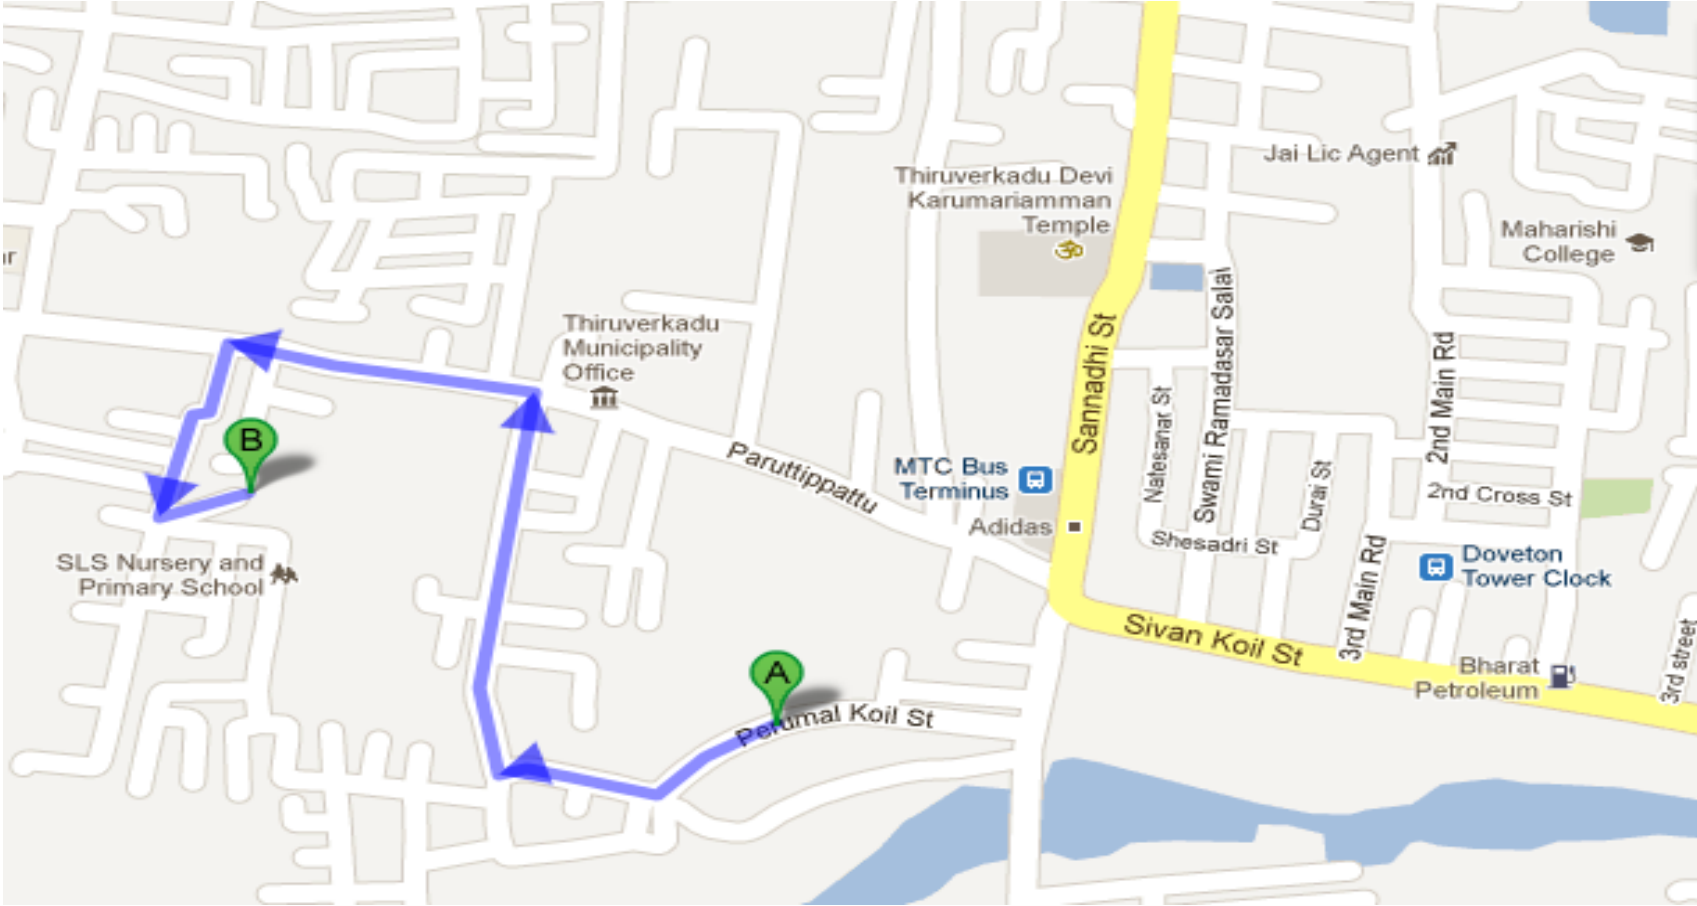 Jai Lic Agent
Thiruverkadu Devi
Karumariamman
Temple
Maharishi
College
Thiruverkadu
Municipality
Office
Sannadhi St
Swami Ramadasar Salai
2nd Main Rd
Natesanar St
Paruttippattu
MTC Bus
Terminus
Adidas
Durai St
2nd Cross St
Shesadri St
B
SLS Nursery and
Primary School
3rd Main Rd
Doveton
Tower Clock
Sivan Koil St
3rd street
Bharat
Petroleum
A
Perumal Koil St